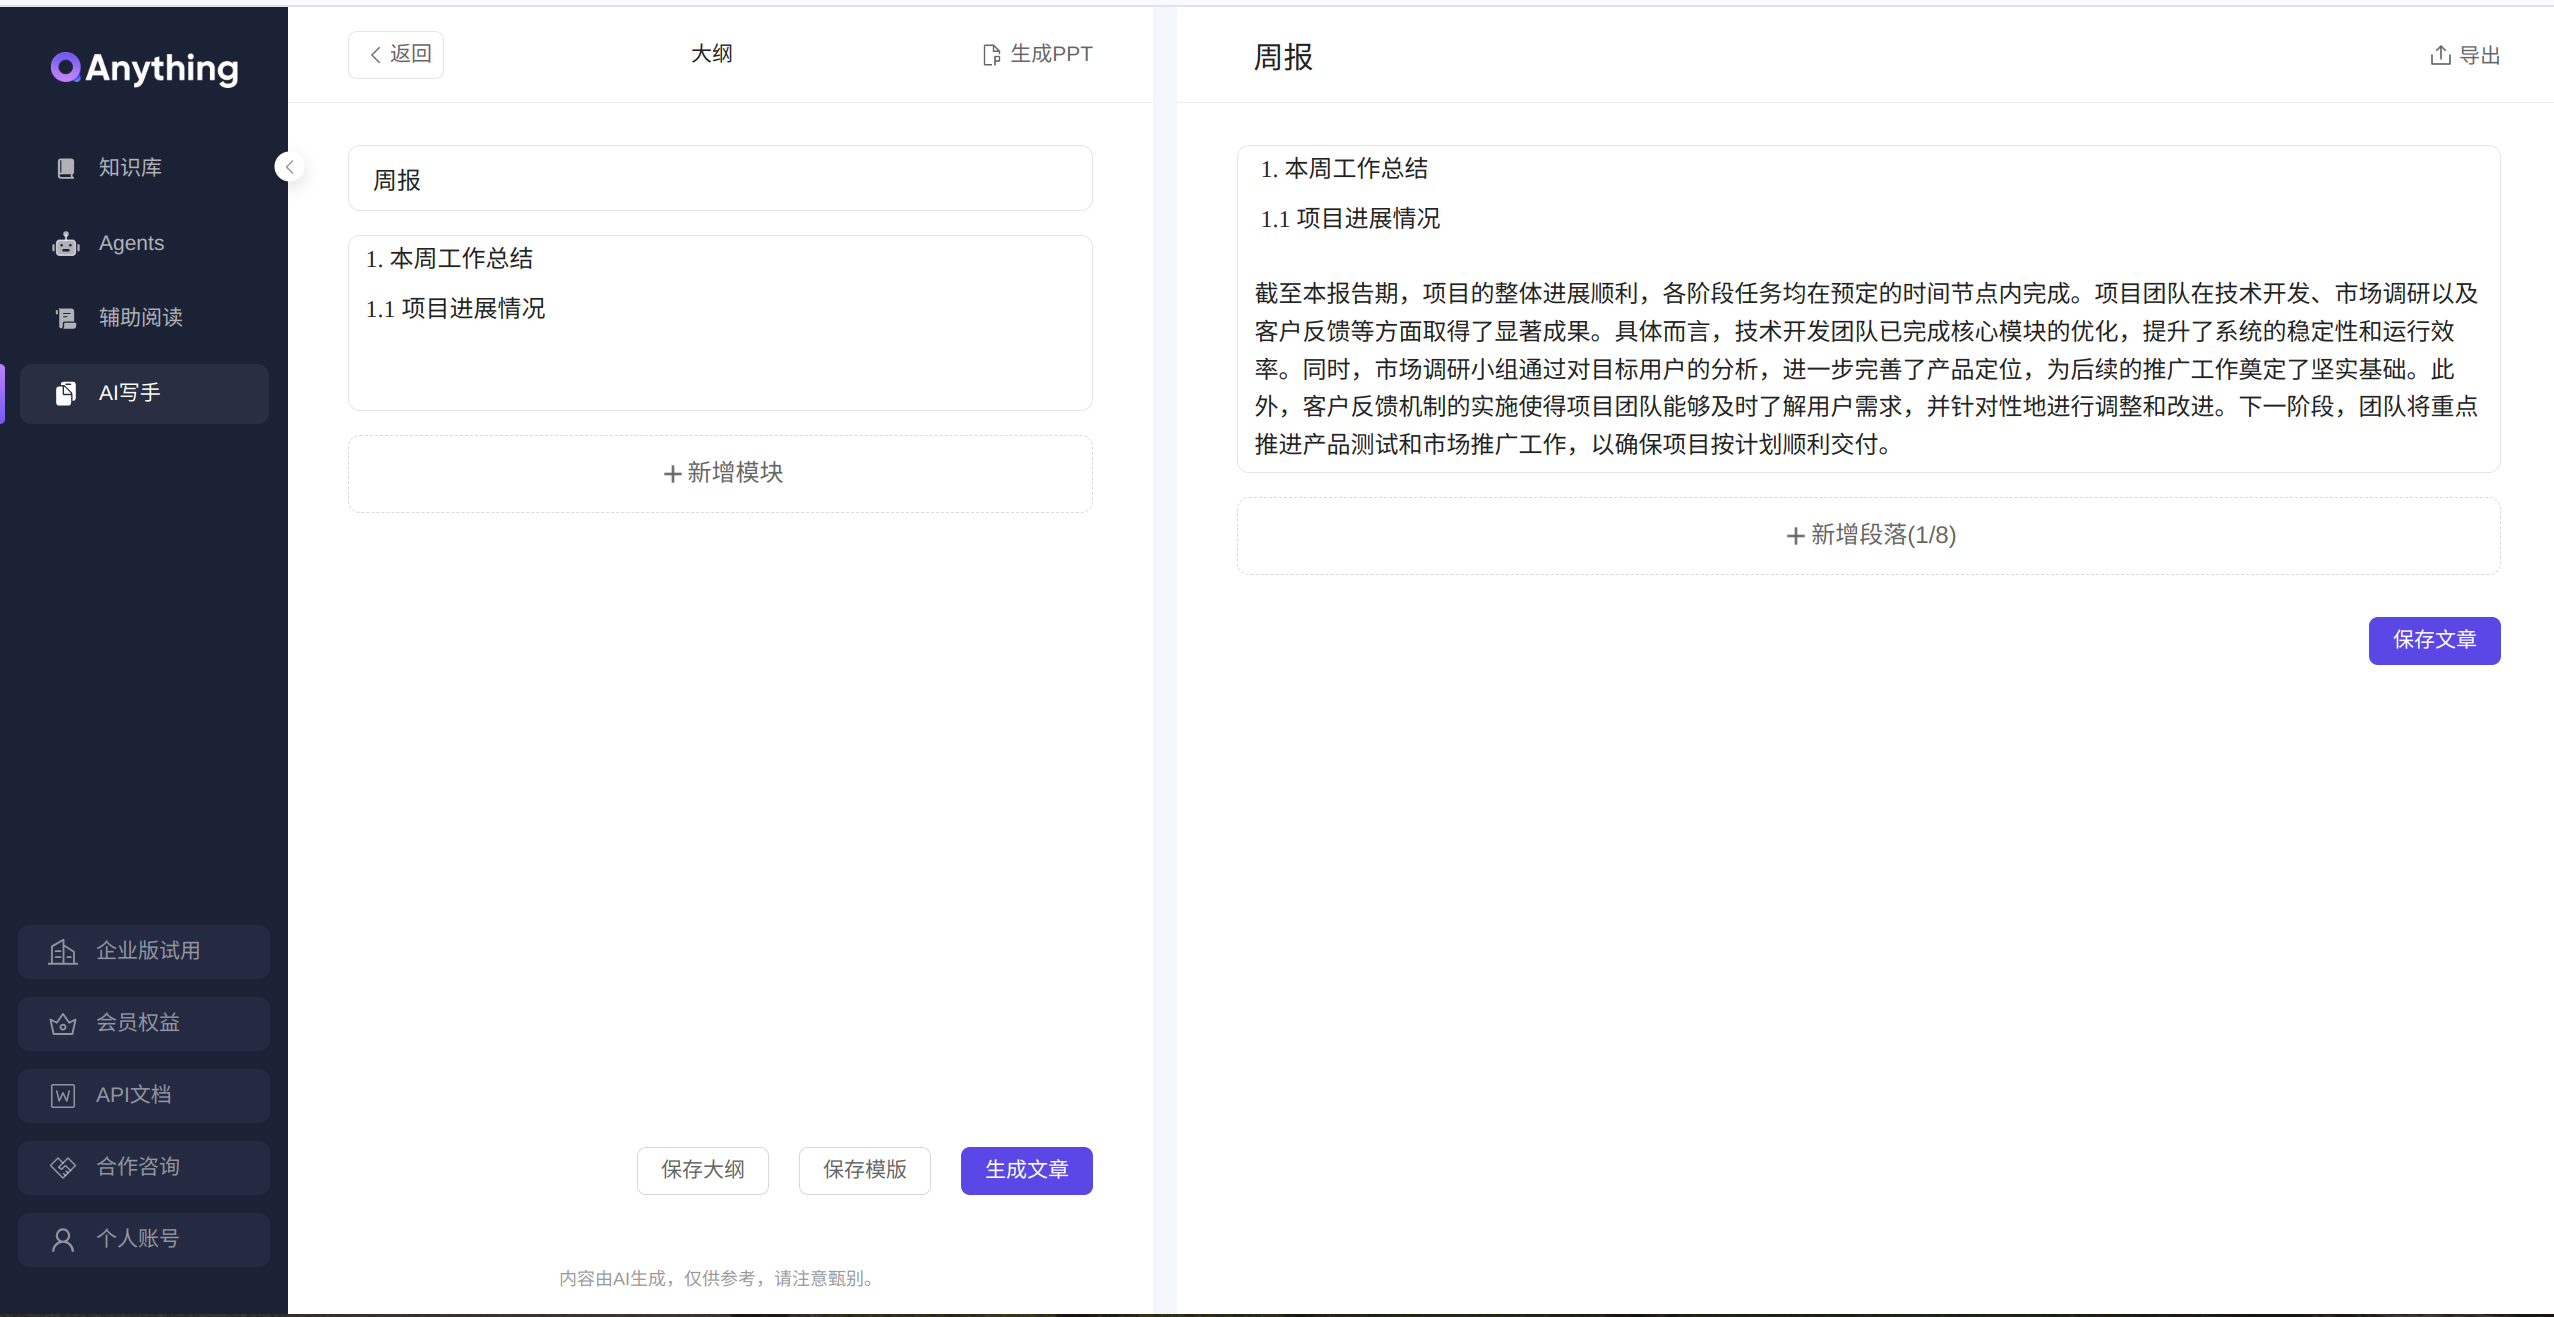 Anything
知识库
Agents
辅助阅读
AI写手
企业版试用
会员权益
API文档
合作咨询
个人账号
返回
大纲
生成PPT
周报
1. 本周工作总结
1.1 项目进展情况
新增模块
保存大纲
保存模版
生成文章
内容由AI生成，仅供参考，请注意甄别。
周报
导出
1. 本周工作总结
1.1 项目进展情况
截至本报告期，项目的整体进展顺利，各阶段任务均在预定的时间节点内完成。项目团队在技术开发、市场调研以及
客户反馈等方面取得了显著成果。具体而言，技术开发团队已完成核心模块的优化，提升了系统的稳定性和运行效
率。同时，市场调研小组通过对目标用户的分析，进一步完善了产品定位，为后续的推广工作奠定了坚实基础。此
外，客户反馈机制的实施使得项目团队能够及时了解用户需求，并针对性地进行调整和改进。下一阶段，团队将重点
推进产品测试和市场推广工作，以确保项目按计划顺利交付。
新增段落(1/8)
保存文章